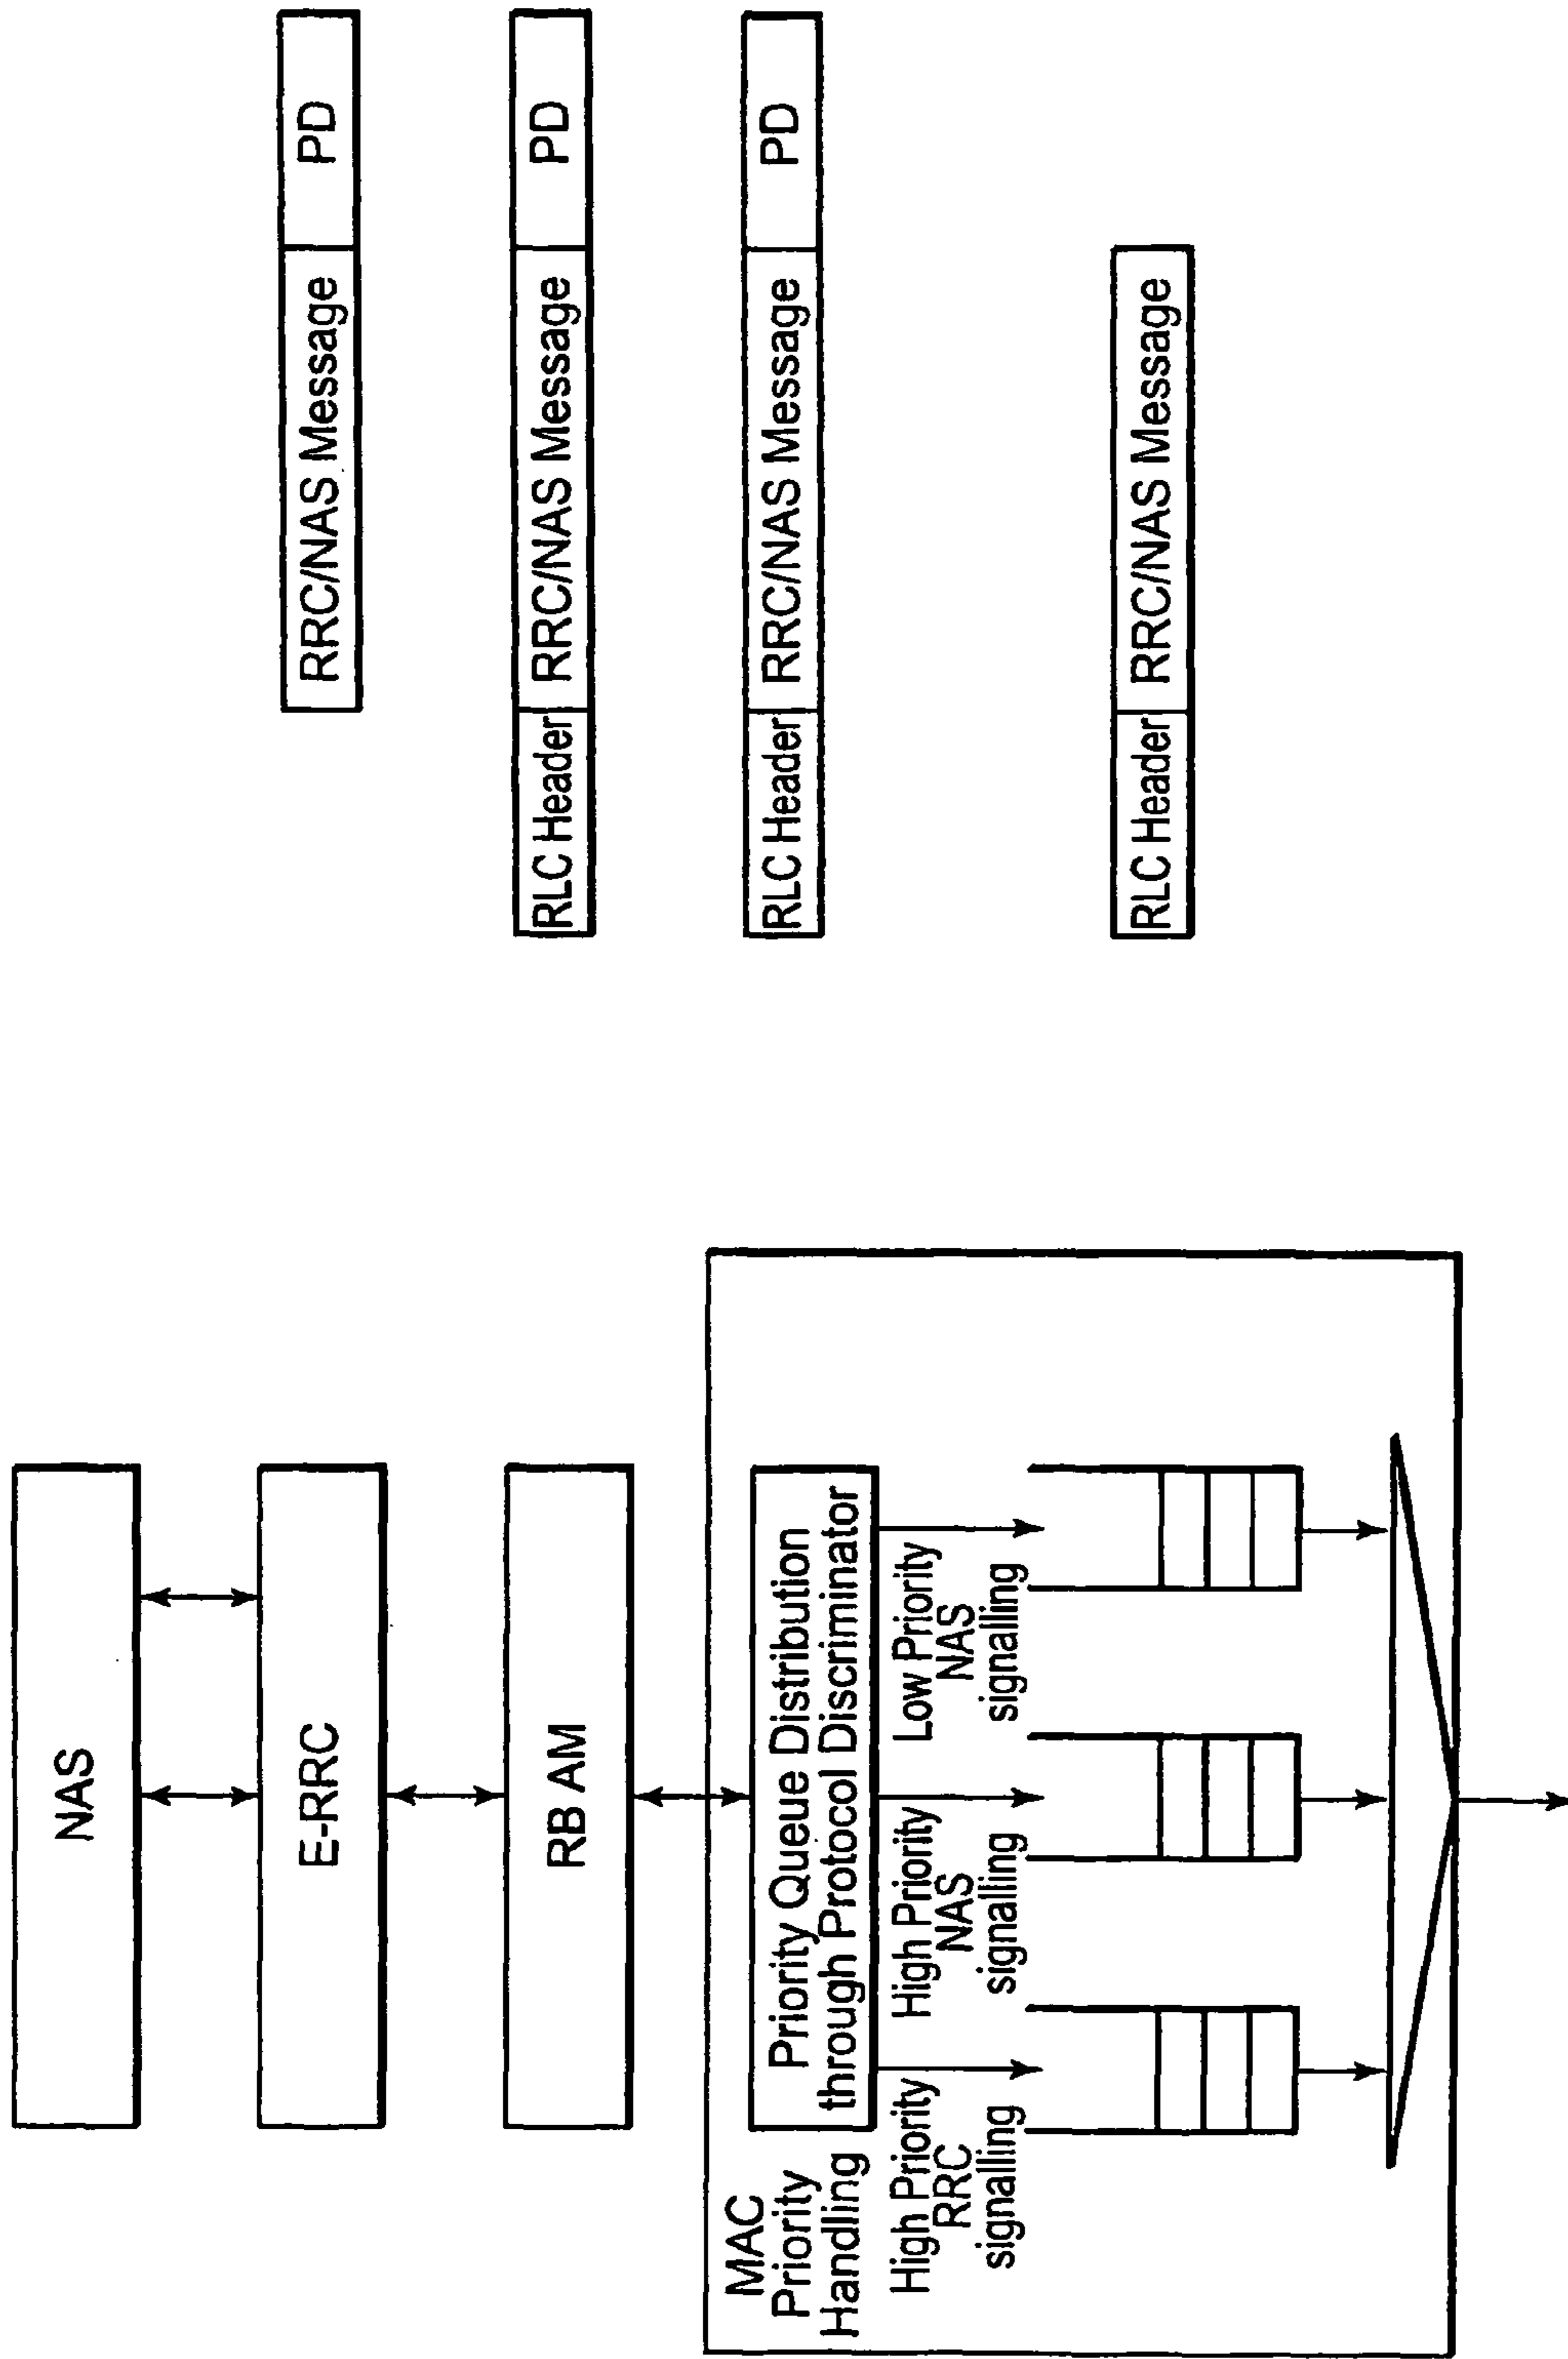 NAS
E-RRC
RB AM
MAC
Priority
Handling
Priority Queue Distribution
through Protocol Discriminator
High Priority
RRC
signalling
High Priority
NAS
signalling
Low Priority
NAS
signalling
RRC/NAS Message PD
RLC Header RRC/NAS Message PD
RLC Header RRC/NAS Message PD
RLC Header RRC/NAS Message